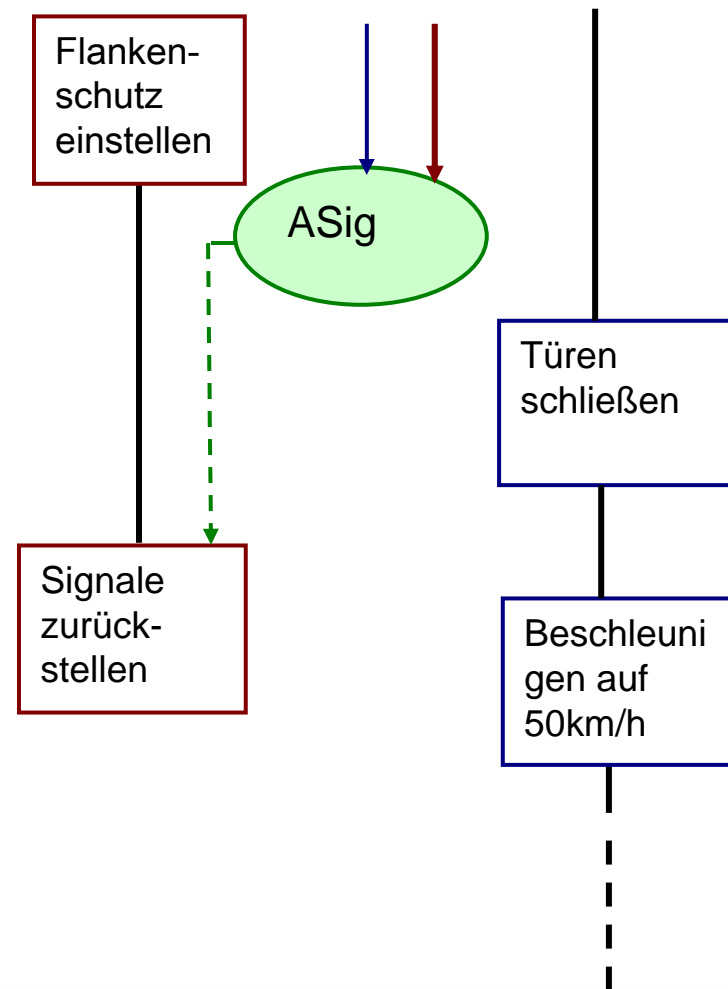 Flanken-
schutz
einstellen
ASig
Türen
schließen
Signale
zurück-
stellen
Beschleuni
gen auf
50km/h